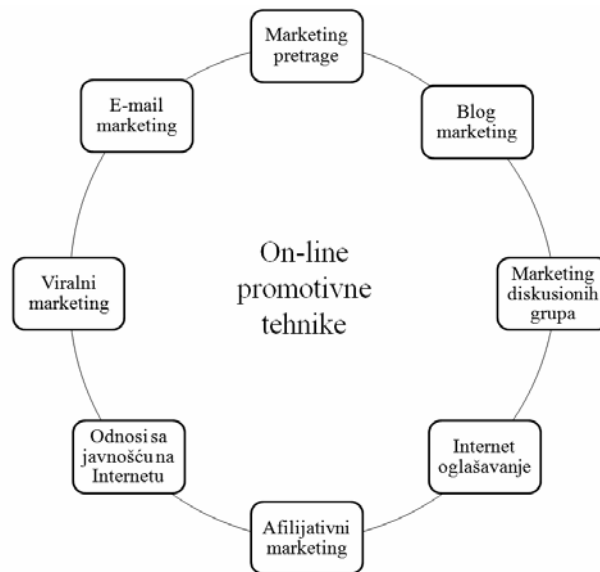 Marketing
pretrage
Blog
marketing
Marketing
diskusionih
grupa
Internet
oglašavanje
Afilijativni
marketing
Odnosi sa
javnošću na
Internetu
Viralni
marketing
E-mail
marketing
On-line
promotivne
tehnike